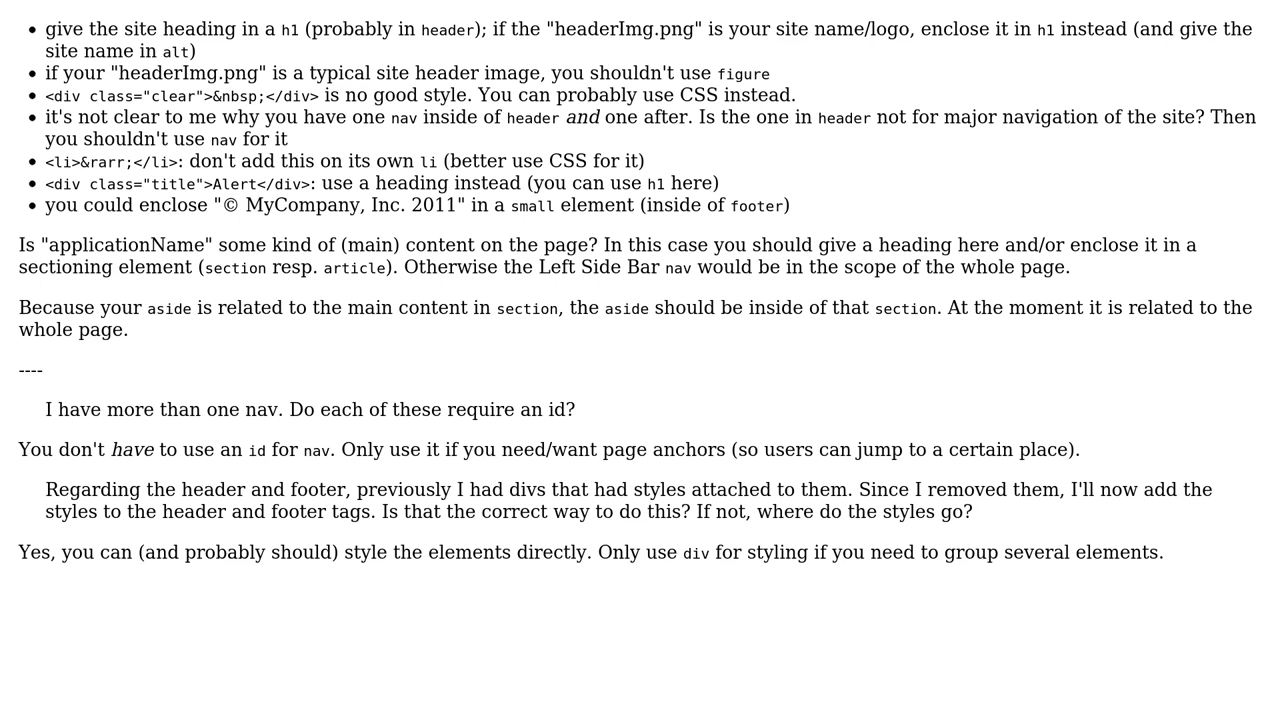 • give the site heading in a h1 (probably in header); if the "headerImg.png" is your site name/logo, enclose it in h1 instead (and give the
site name in alt)
• if your "headerImg.png" is a typical site header image, you shouldn't use figure
• <div class="clear">&nbsp;</div> is no good style. You can probably use CSS instead.
• it's not clear to me why you have one nav inside of header and one after. Is the one in header not for major navigation of the site? Then
you shouldn't use nav for it
• <li>&rarr;</li>: don't add this on its own li (better use CSS for it)
• <div class="title">Alert</div>: use a heading instead (you can use h1 here)
• you could enclose "© MyCompany, Inc. 2011" in a small element (inside of footer)
Is "applicationName" some kind of (main) content on the page? In this case you should give a heading here and/or enclose it in a
sectioning element (section resp. article). Otherwise the Left Side Bar nav would be in the scope of the whole page.
Because your aside is related to the main content in section, the aside should be inside of that section. At the moment it is related to the
whole page.
----
I have more than one nav. Do each of these require an id?
You don't have to use an id for nav. Only use it if you need/want page anchors (so users can jump to a certain place).
Regarding the header and footer, previously I had divs that had styles attached to them. Since I removed them, I'll now add the
styles to the header and footer tags. Is that the correct way to do this? If not, where do the styles go?
Yes, you can (and probably should) style the elements directly. Only use div for styling if you need to group several elements.